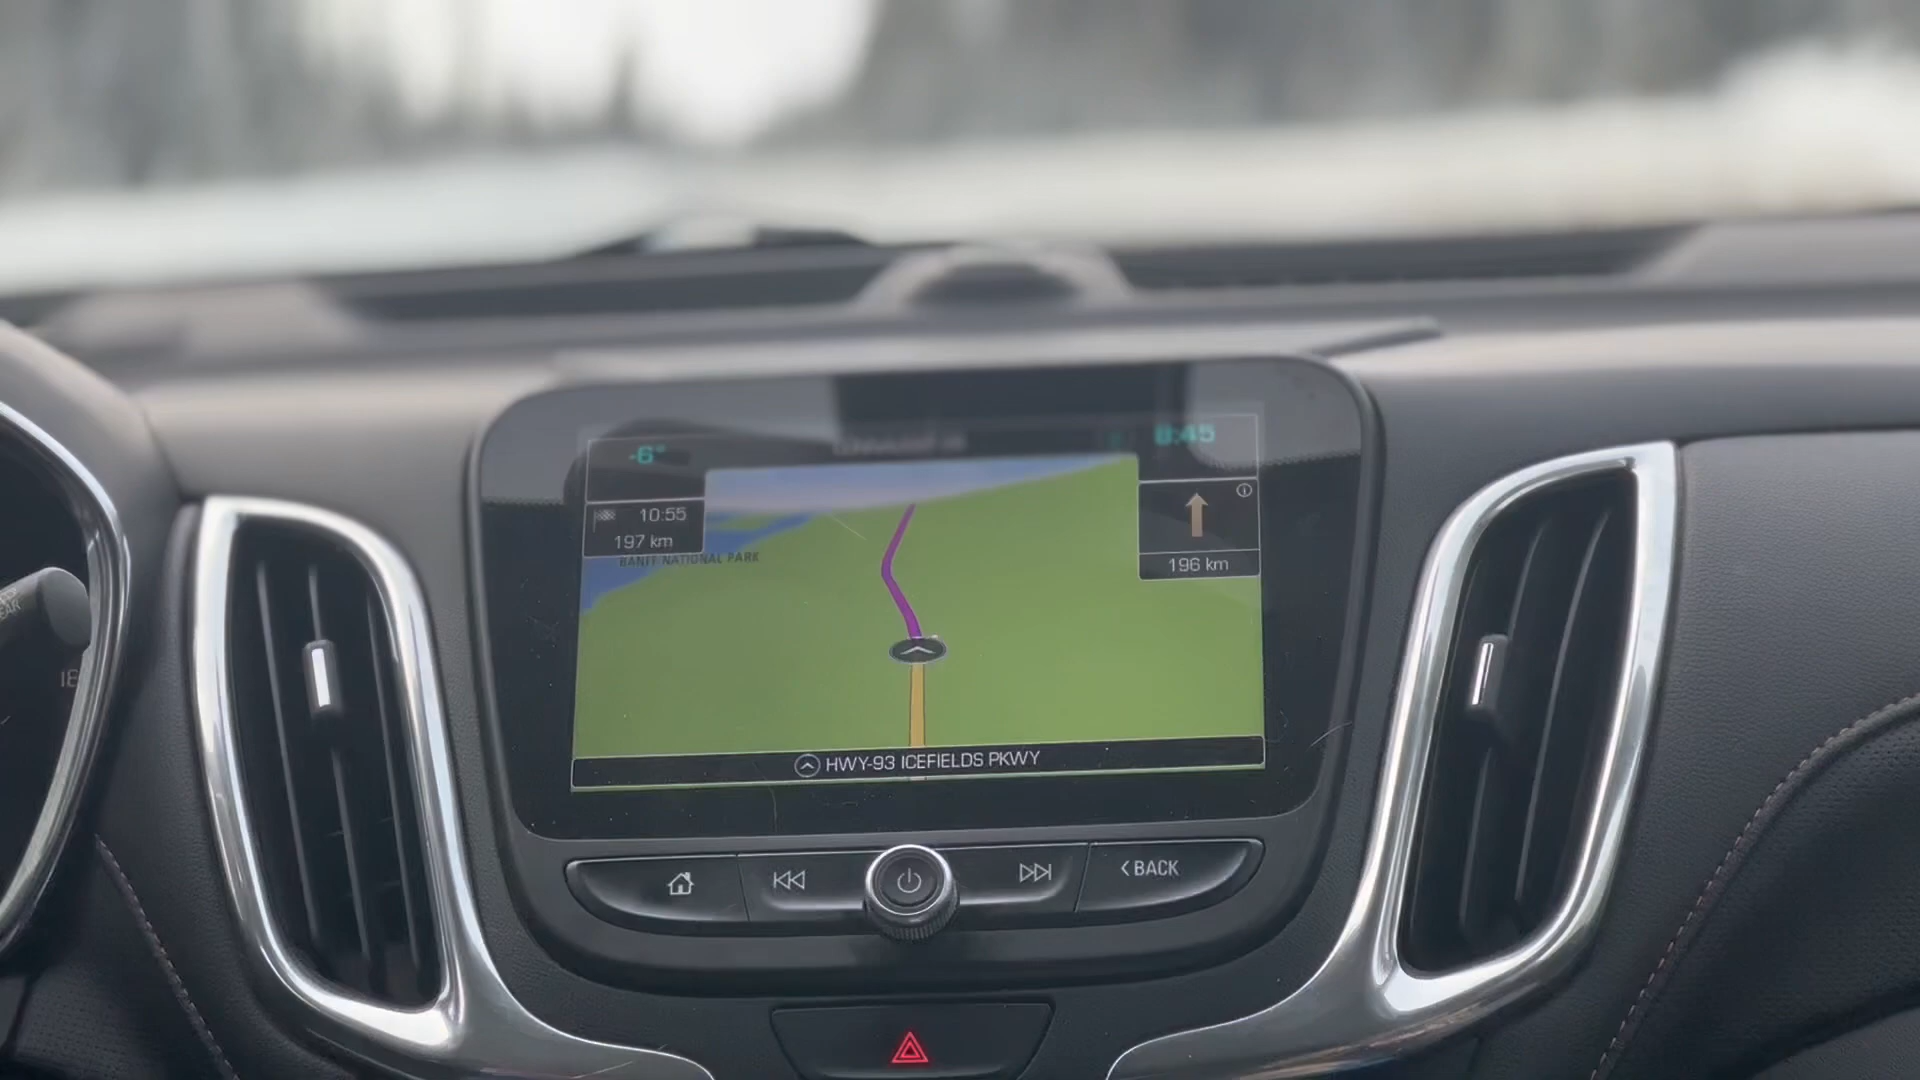 -6°
8:45
10:55
197 km
BANFF NATIONAL PARK
196 km
HWY-93 ICEFIELDS PKWY
<BACK